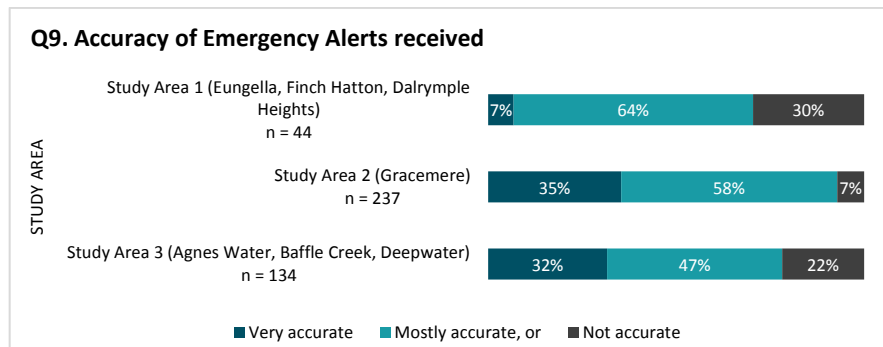 Q9. Accuracy of Emergency Alerts received
STUDY AREA
Study Area 1 (Eungella, Finch Hatton, Dalrymple
Heights)
n = 44
7% 64% 30%
Study Area 2 (Gracemere)
n = 237
35% 58% 7%
Study Area 3 (Agnes Water, Baffle Creek, Deepwater)
n = 134
32% 47% 22%
Very accurate Mostly accurate, or Not accurate